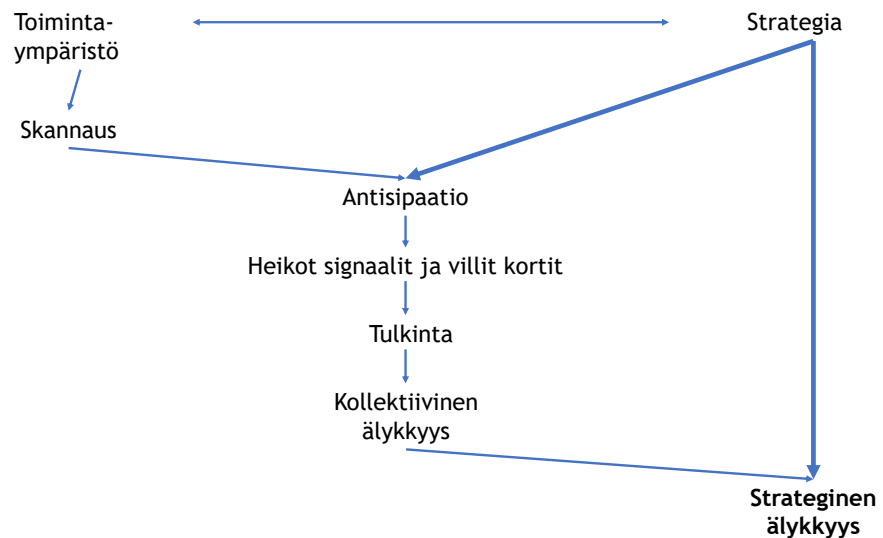 Toiminta-
ympäristö
Strategia
Skannaus
Antisipaatio
Heikot signaalit ja villit kortit
Tulkinta
Kollektiivinen
älykkyys
Strateginen
älykkyys